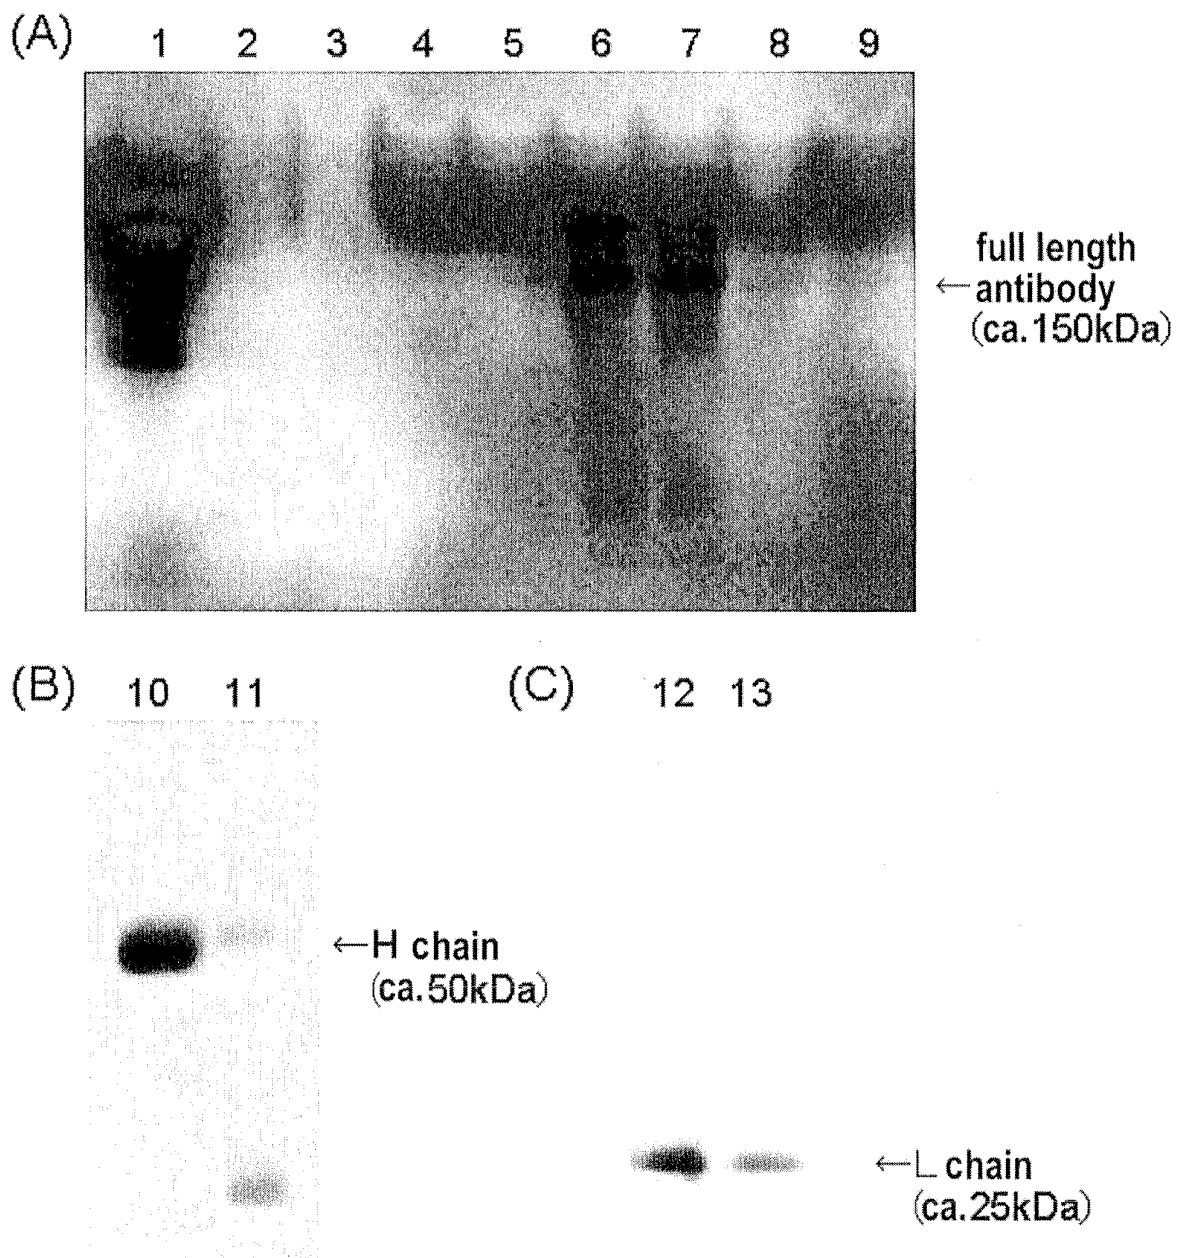 (A) 1 2 3 4 5 6 7 8 9
full length
←antibody
(ca.150kDa)
(B) 10 11
←H chain
(ca.50kDa)
(C) 12 13
←L chain
(ca.25kDa)